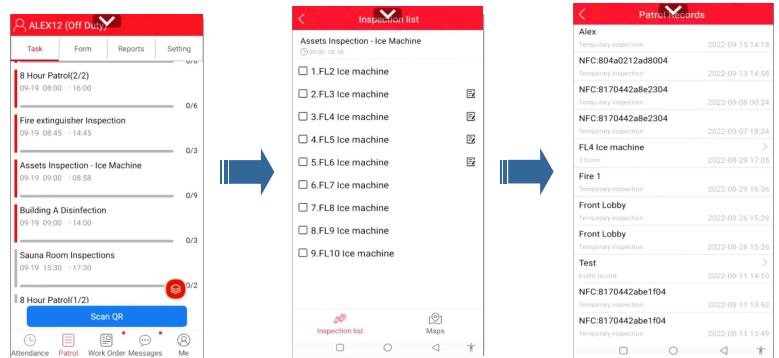 ALEX12 (Off Duty)
Task Form Reports Setting
0/6
8 Hour Patrol(2/2)
09-19 08:00 - 16:00
0/6
Fire extinguisher Inspection
09-19 08:45 - 14:45
0/3
Assets Inspection - Ice Machine
09-19 09:00 - 08:58
0/9
Building A Disinfection
09-19 09:00 - 14:00
0/3
Sauna Room Inspections
09-19 15:30 - 17:30
0/2
8 Hour Patrol(1/2)
Scan QR
Attendance Patrol Work Order Messages Me
Inspection list
Assets Inspection - Ice Machine
09:00 08:58
1.FL2 Ice machine
2.FL3 Ice machine
3.FL4 Ice machine
4.FL5 Ice machine
5.FL6 Ice machine
6.FL7 Ice machine
7.FL8 Ice machine
8.FL9 Ice machine
9.FL10 Ice machine
Inspection list Maps
Patrol Records
Alex
Temporary inspection 2022-09-15 14:18
NFC:804a0212ad8004
Temporary inspection 2022-09-13 14:58
NFC:8170442a8e2304
Temporary inspection 2022-09-08 00:24
NFC:8170442a8e2304
Temporary inspection 2022-09-07 18:24
FL4 Ice machine
1 Form 2022-08-29 17:05
Fire 1
Temporary inspection 2022-08-29 16:36
Front Lobby
Temporary inspection 2022-08-26 15:28
Front Lobby
Temporary inspection 2022-08-26 15:26
Test
Event record 2022-08-11 14:10
NFC:8170442abe1f04
Temporary inspection 2022-08-11 13:52
NFC:8170442abe1f04
Temporary inspection 2022-08-11 13:49